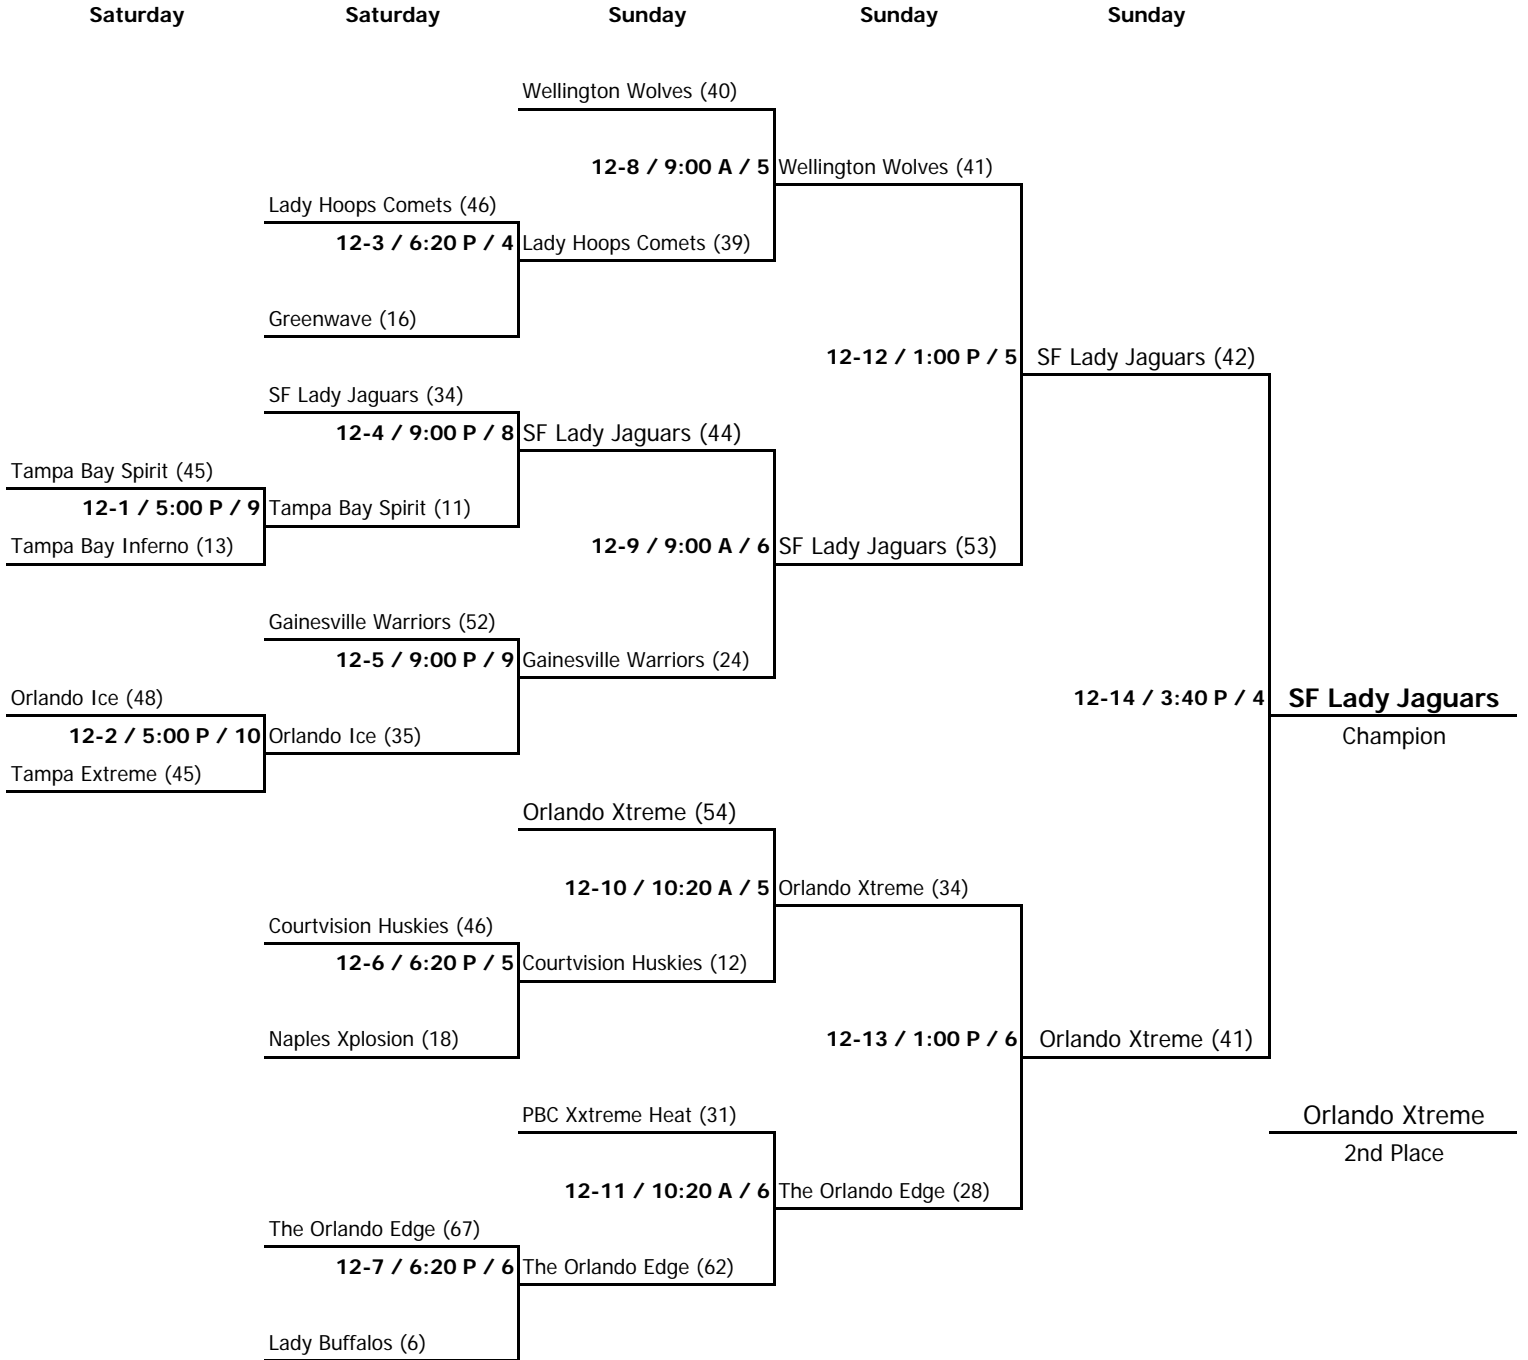 Saturday Saturday Sunday Sunday Sunday
Wellington Wolves (40)
12-8 / 9:00 A / 5 Wellington Wolves (41)
Lady Hoops Comets (46)
12-3 / 6:20 P / 4 Lady Hoops Comets (39)
Greenwave (16)
12-12 / 1:00 P / 5 SF Lady Jaguars (42)
SF Lady Jaguars (34)
12-4 / 9:00 P / 8 SF Lady Jaguars (44)
Tampa Bay Spirit (45)
12-1 / 5:00 P / 9 Tampa Bay Spirit (11)
Tampa Bay Inferno (13) 12-9 / 9:00 A / 6 SF Lady Jaguars (53)
Gainesville Warriors (52)
12-5 / 9:00 P / 9 Gainesville Warriors (24)
Orlando Ice (48) 12-14 / 3:40 P / 4 SF Lady Jaguars
12-2 / 5:00 P / 10 Orlando Ice (35) Champion
Tampa Extreme (45)
Orlando Xtreme (54)
12-10 / 10:20 A / 5 Orlando Xtreme (34)
Courtvision Huskies (46)
12-6 / 6:20 P / 5 Courtvision Huskies (12)
Naples Xplosion (18) 12-13 / 1:00 P / 6 Orlando Xtreme (41)
PBC Xxtreme Heat (31) Orlando Xtreme
2nd Place
12-11 / 10:20 A / 6 The Orlando Edge (28)
The Orlando Edge (67)
12-7 / 6:20 P / 6 The Orlando Edge (62)
Lady Buffalos (6)